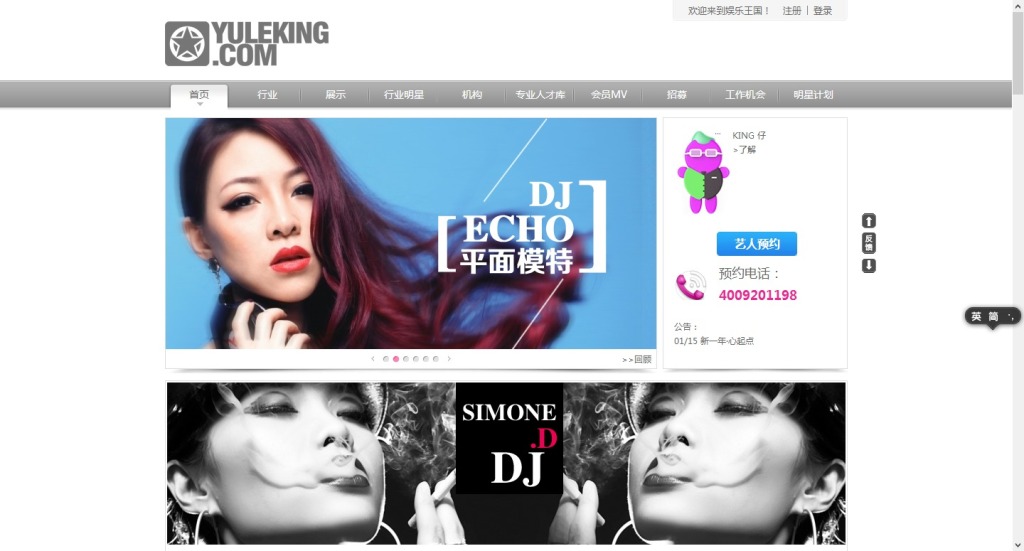 欢迎来到娱乐王国！ 注册 | 登录
YULEKING
.COM
首页 行业 展示 行业明星 机构 专业人才库 会员MV 招募 工作机会 明星计划
DJ
ECHO
平面模特
KING 仔
>了解
艺人预约
预约电话：
4009201198
反馈
英 简
公告：
01/15 新一年·心起点
>>回顾
SIMONE
.D
DJ